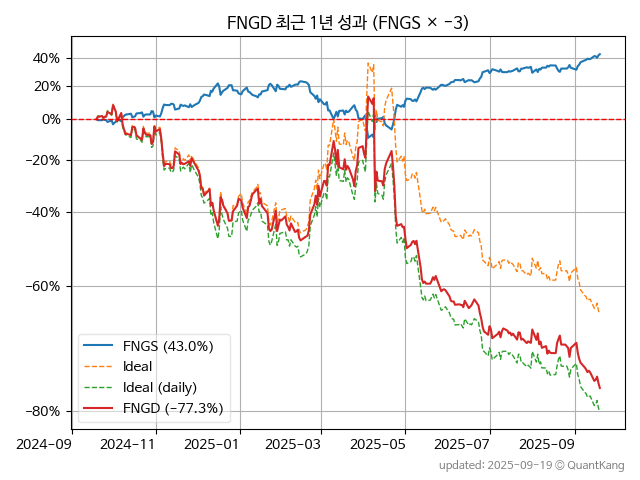 FNGD 최근 1년 성과 (FNGS × −3)
40%
20%
0%
−20%
−40%
−60%
−80%
FNGS (43.0%)
Ideal
Ideal (daily)
FNGD (−77.3%)
2024−09
2024−11
2025−01
2025−03
2025−05
2025−07
2025−09
updated: 2025-09-19 © QuantKang